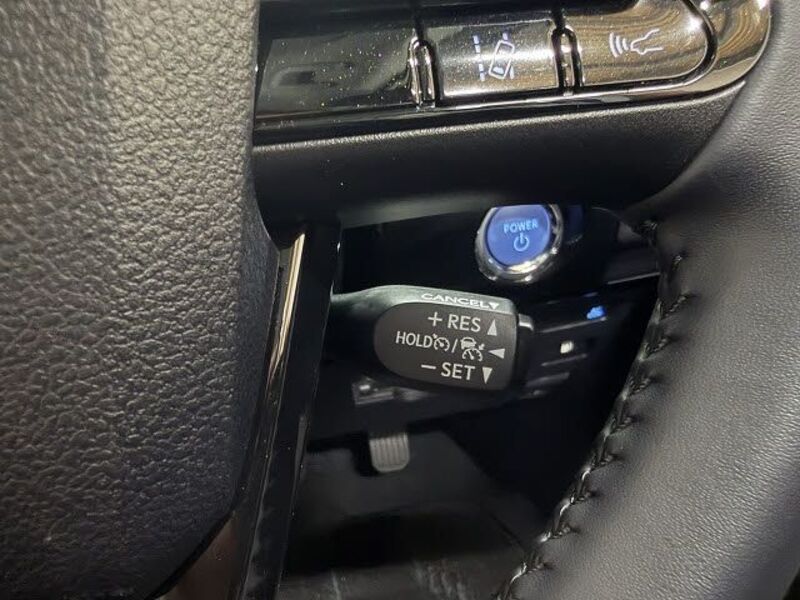 POWER
CANCEL▼
+ RES ▲
HOLD / ◀
− SET ▼